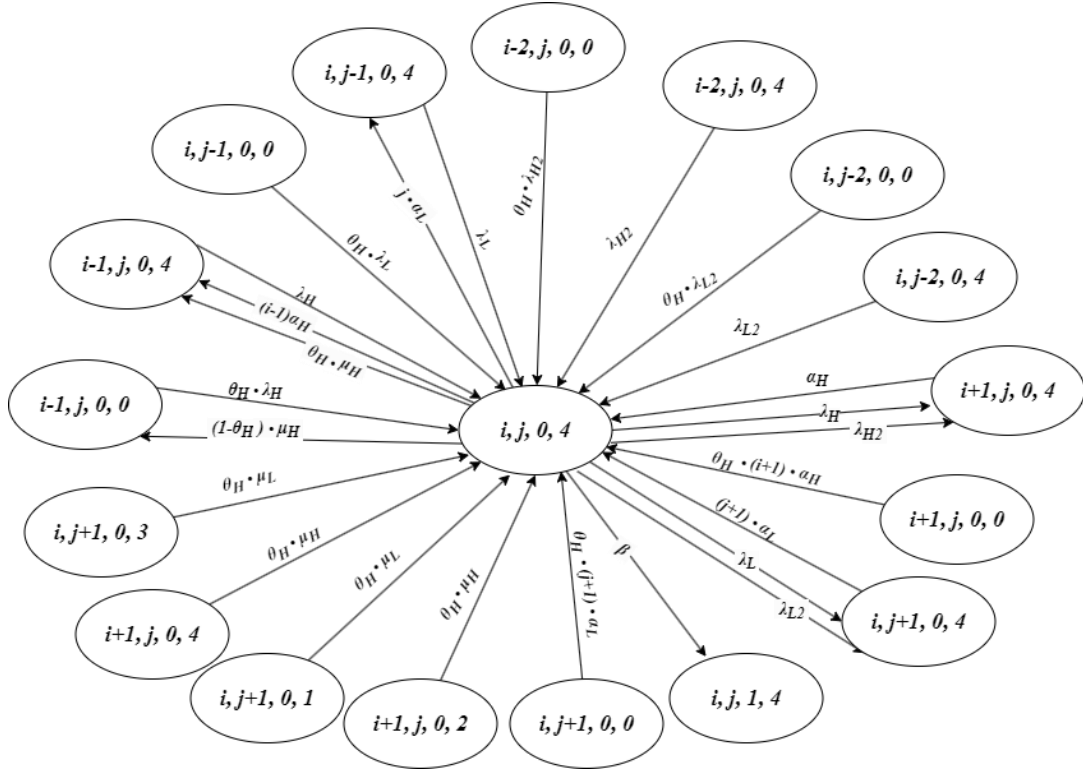 i-2, j, 0, 0
i, j-1, 0, 4
i-2, j, 0, 4
i, j-1, 0, 0
i, j-2, 0, 0
i-1, j, 0, 4
i, j-2, 0, 4
i-1, j, 0, 0
i, j, 0, 4
i+1, j, 0, 4
i, j+1, 0, 3
i+1, j, 0, 0
i+1, j, 0, 4
i, j+1, 0, 4
i, j+1, 0, 1
i+1, j, 0, 2
i, j+1, 0, 0
i, j, 1, 4
θH • λH2
j • αL
λL
λH2
θH • λL
θH • λL2
λH
(i-1)αH
θH • μH
λL2
θH • λH
(1-θH) • μH
αH
λH
λH2
θH • μL
θH • (i+1) • αH
θH • μH
(j+1) • αL
θH • μL
λL
θH • μH
θH • (j+1) • αL
β
λL2